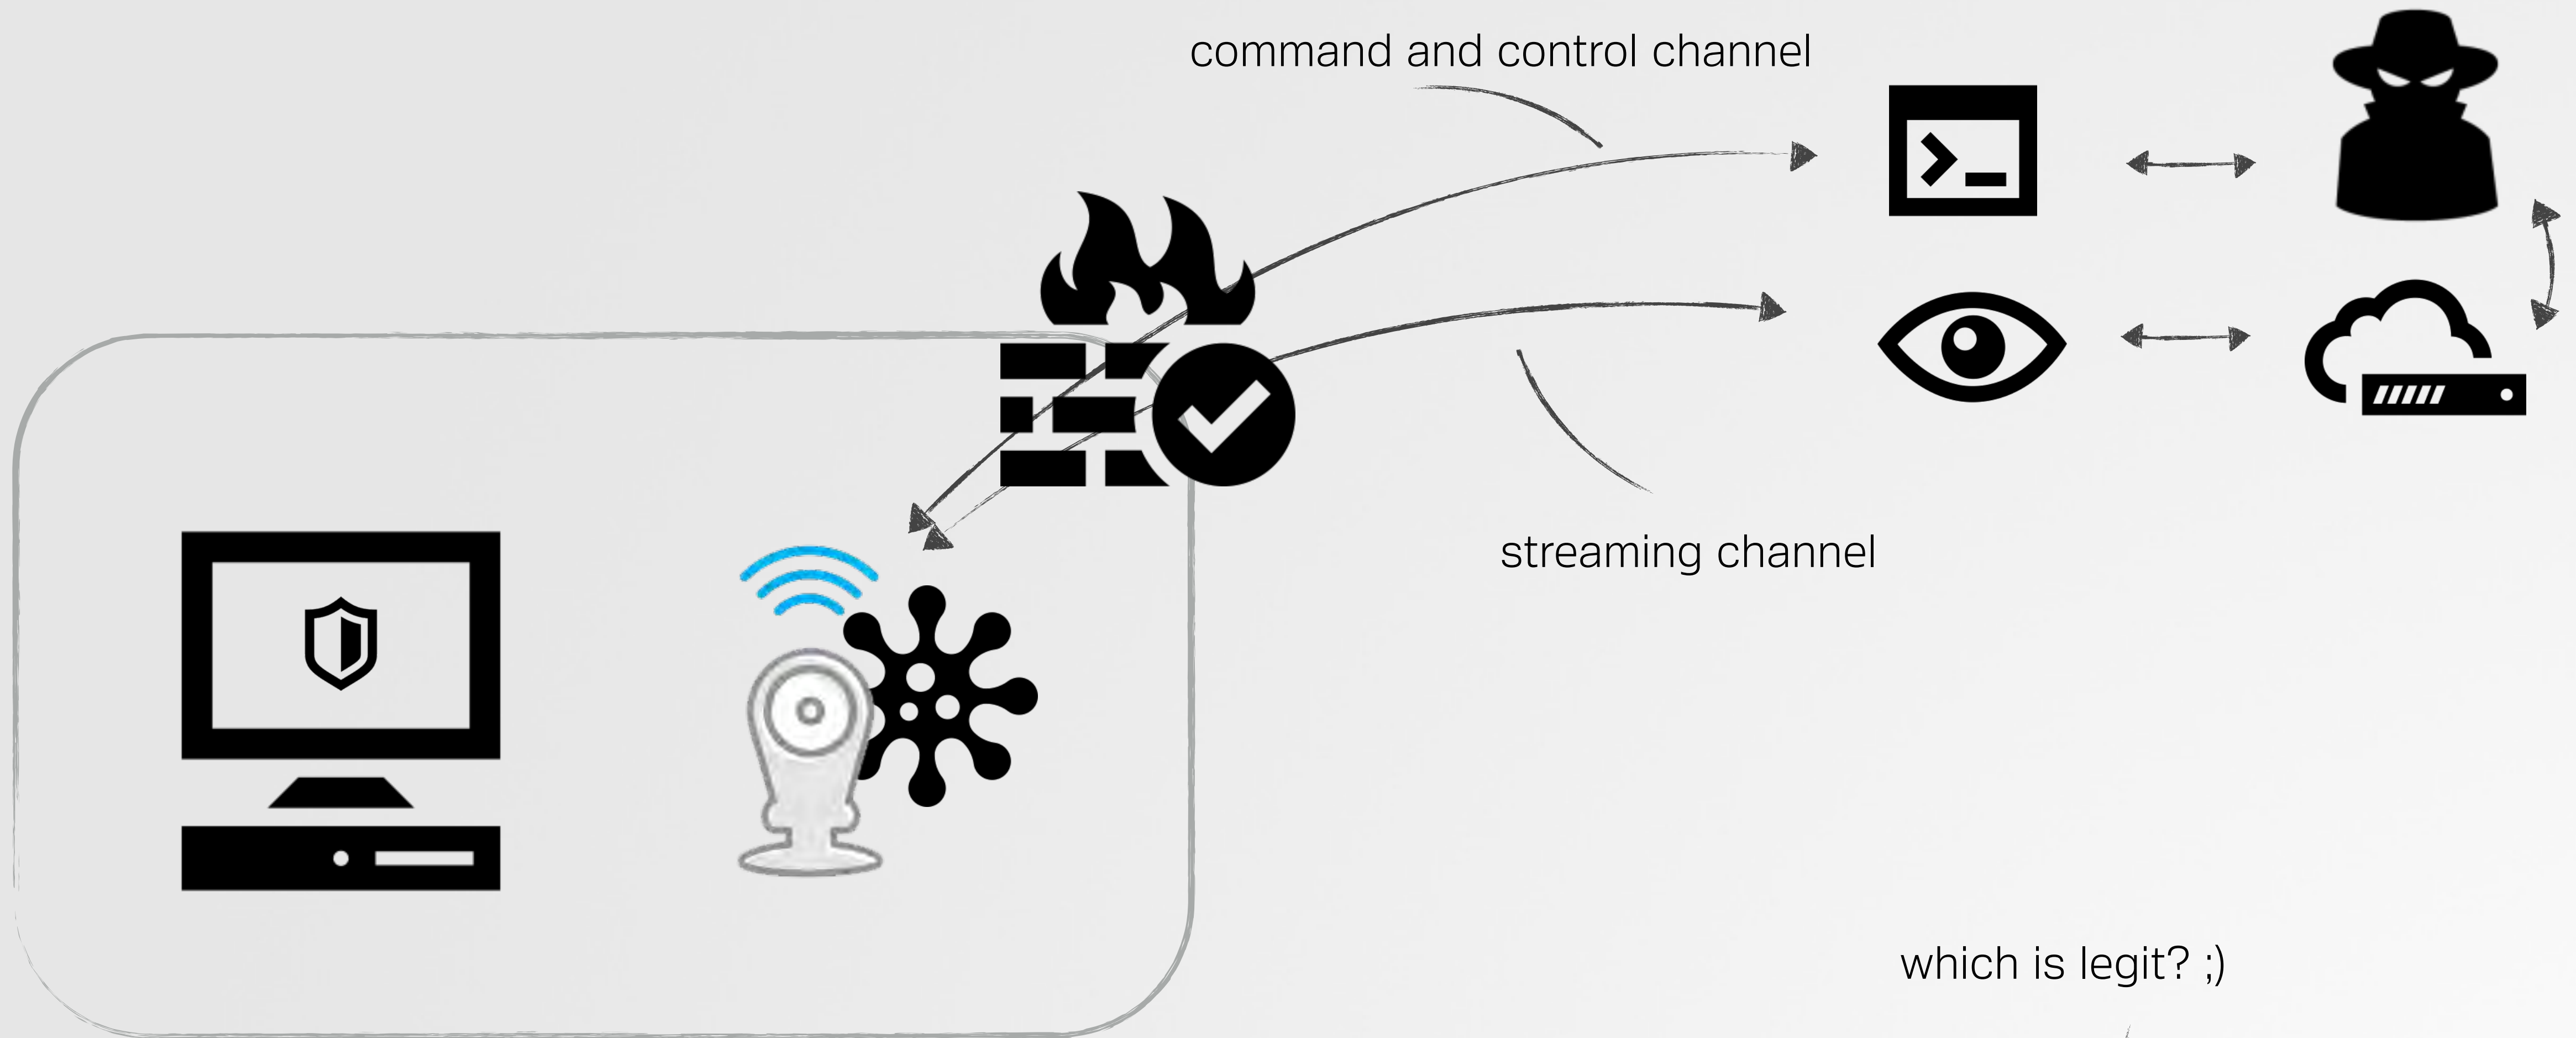 command and control channel
streaming channel
which is legit? ;)